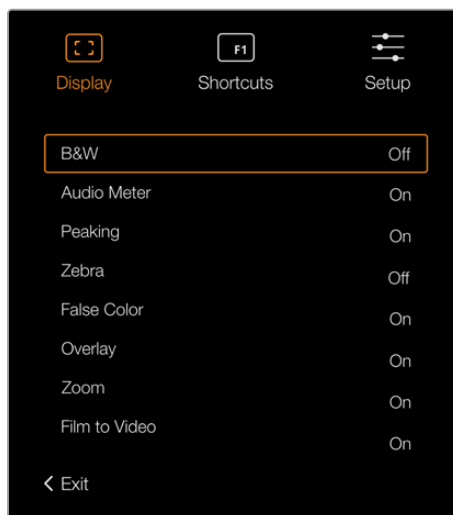 F1
Display Shortcuts Setup
B&W Off
Audio Meter On
Peaking On
Zebra Off
False Color On
Overlay On
Zoom On
Film to Video On
Exit